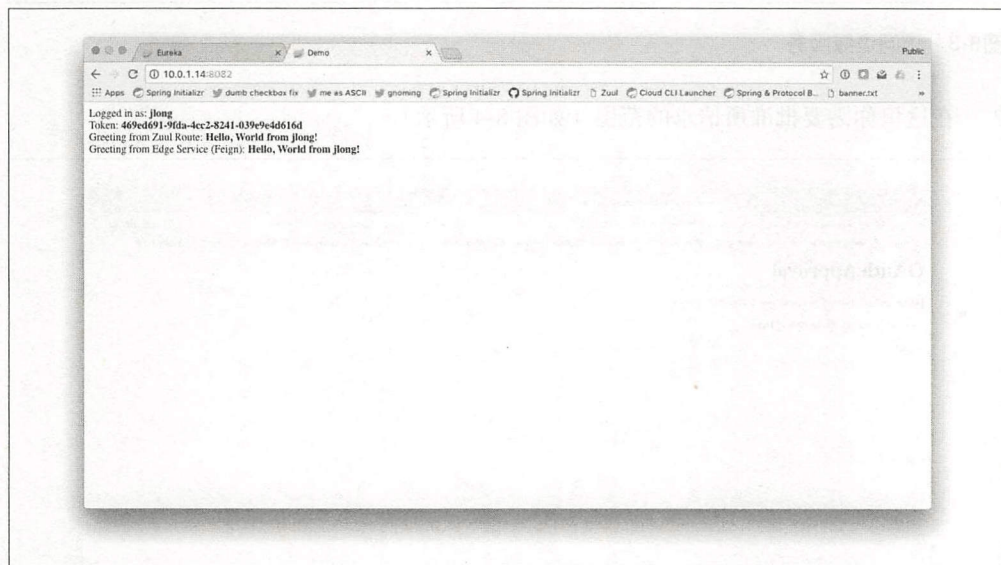 Eureka
Demo
Public
10.0.1.14:8082
Apps Spring Initializr dumb checkbox fix me as ASCII gnoming Spring Initializr Spring Initializr Zuul Cloud CLI Launcher Spring & Protocol B... banner.txt »
Logged in as: jlong
Token: 469ed691-9fda-4cc2-8241-039e9e4d616d
Greeting from Zuul Route: Hello, World from jlong!
Greeting from Edge Service (Feign): Hello, World from jlong!